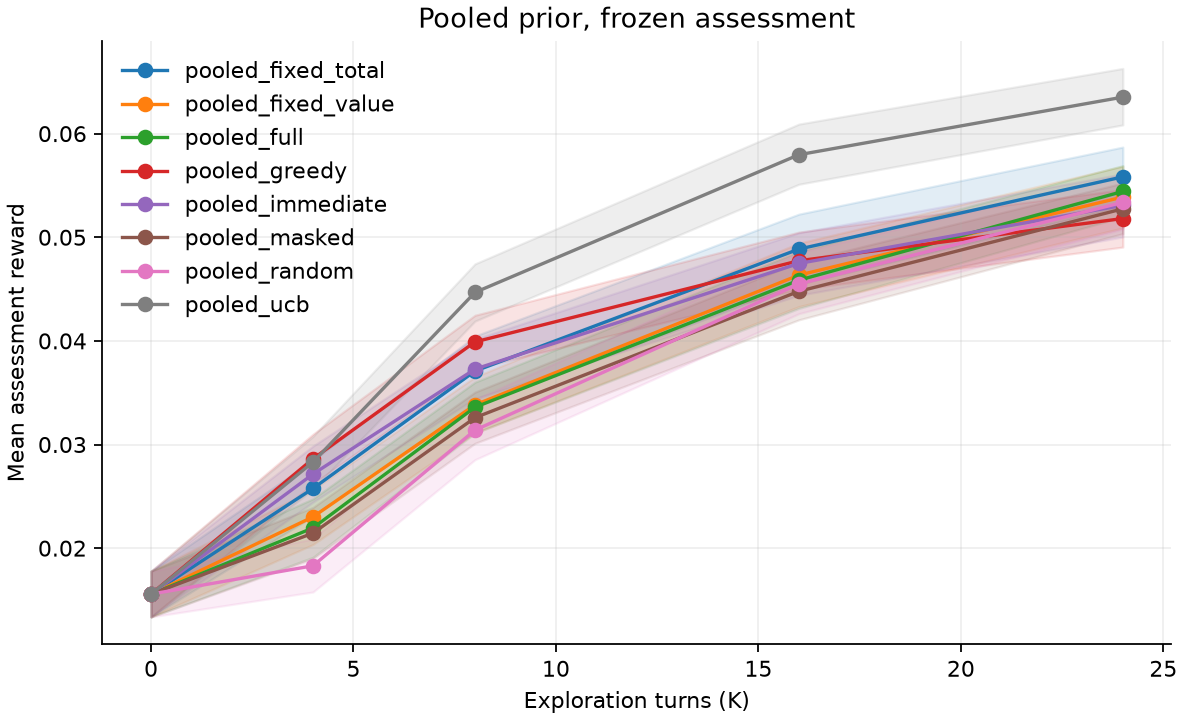 Pooled prior, frozen assessment
pooled_fixed_total
pooled_fixed_value
pooled_full
pooled_greedy
pooled_immediate
pooled_masked
pooled_random
pooled_ucb
Mean assessment reward
0.06
0.05
0.04
0.03
0.02
0 5 10 15 20 25
Exploration turns (K)